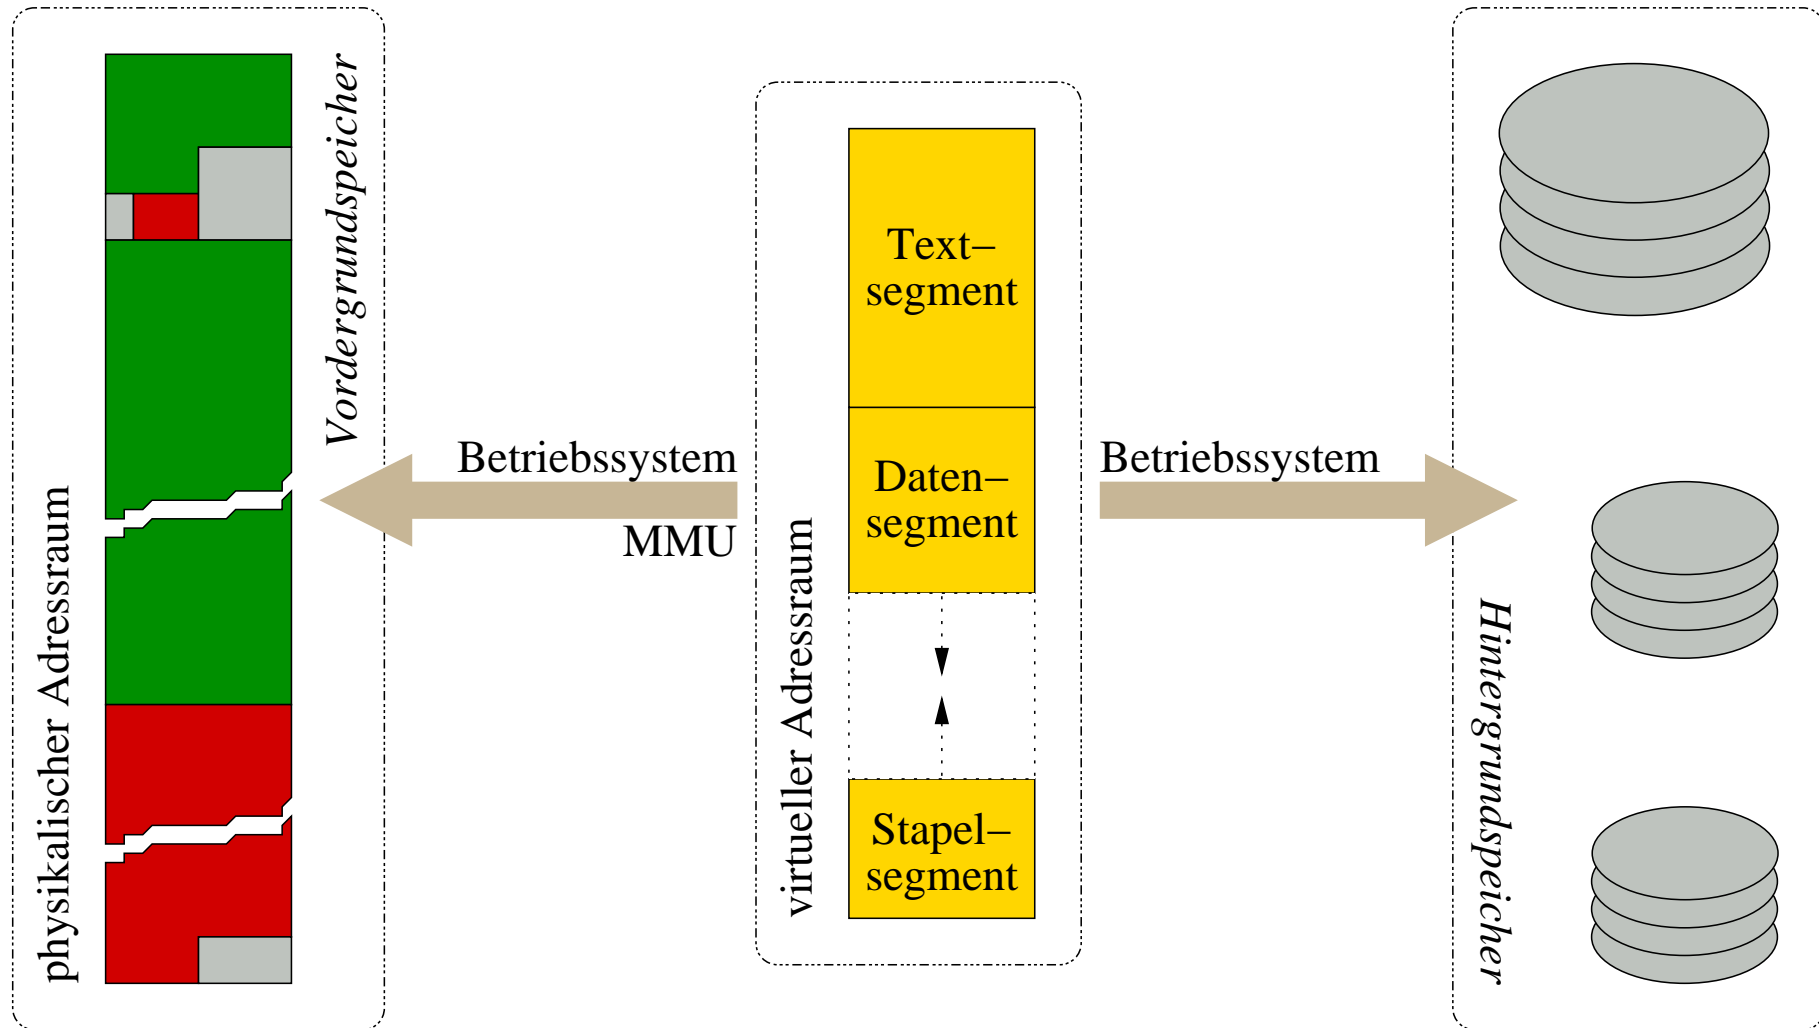 physikalischer Adressraum
Vordergrundspeicher
Betriebssystem
MMU
virtueller Adressraum
Text–
segment
Daten–
segment
Stapel–
segment
Betriebssystem
Hintergrundspeicher